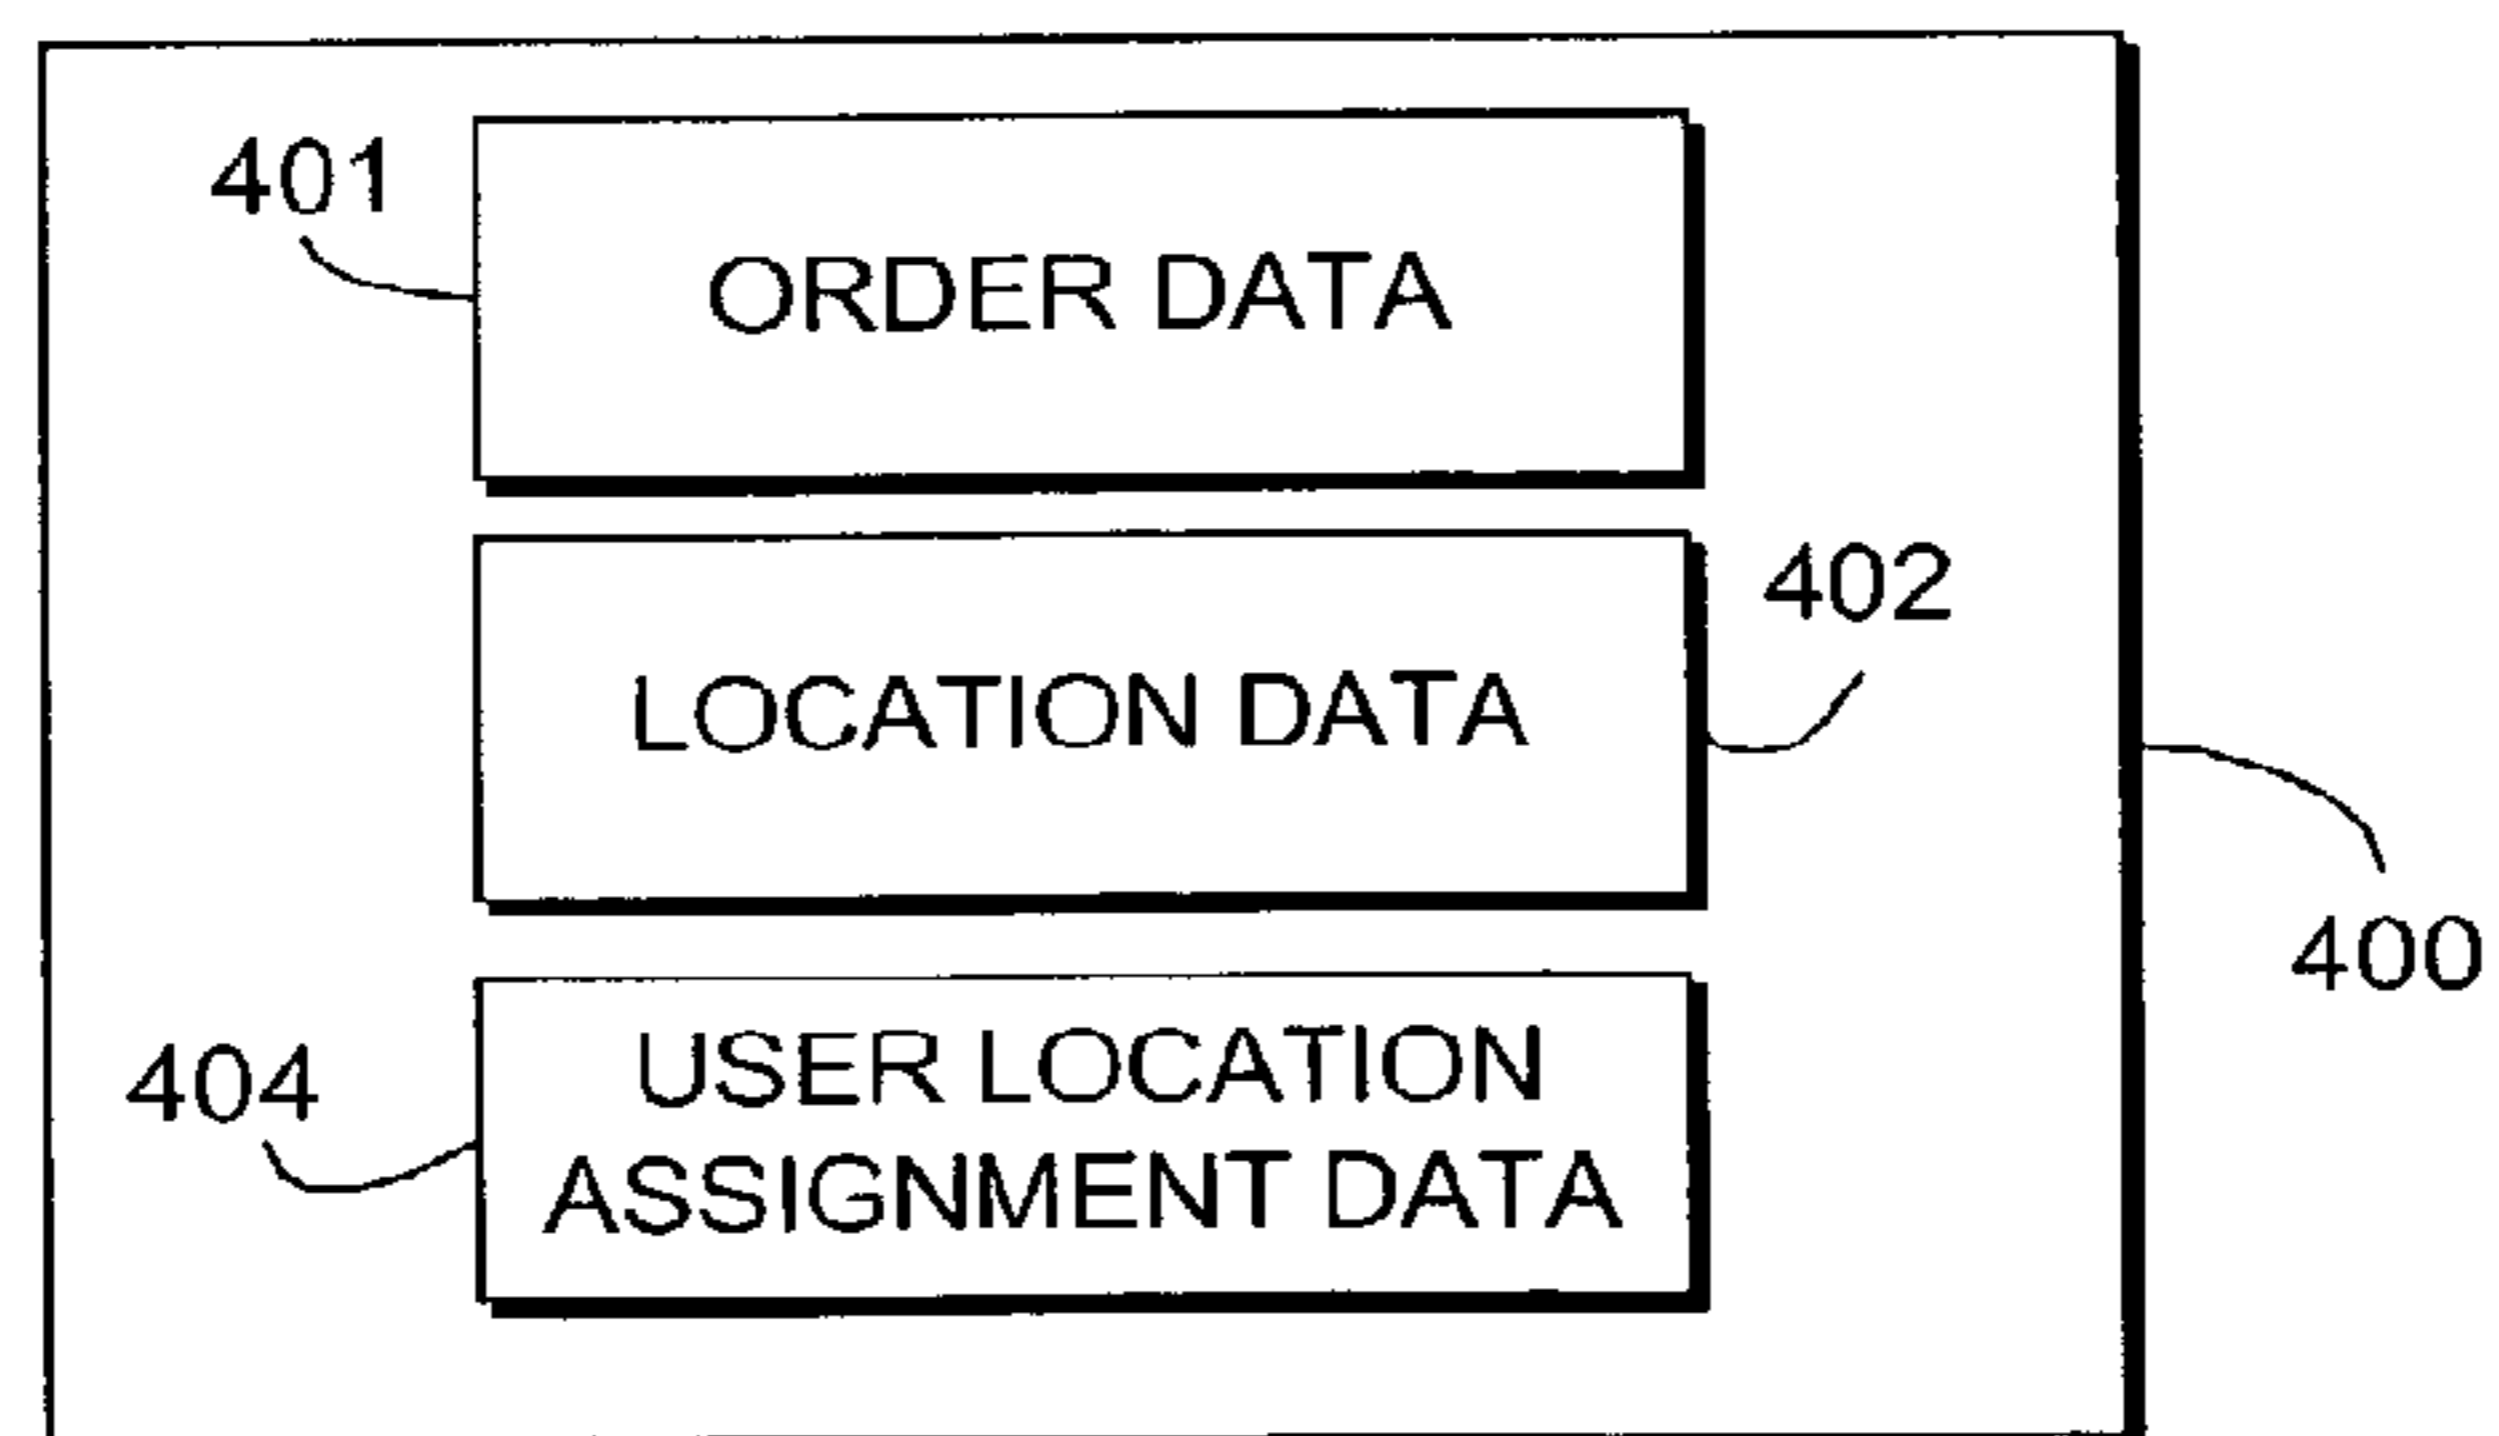 401
ORDER DATA
402
LOCATION DATA
400
404
USER LOCATION
ASSIGNMENT DATA